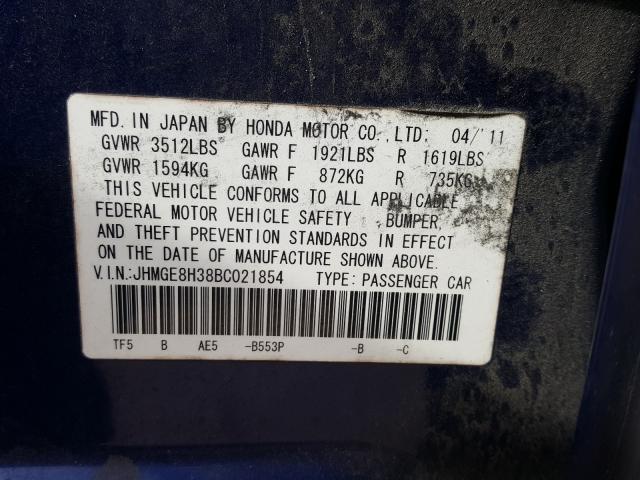 MFD. IN JAPAN BY HONDA MOTOR CO.,LTD: 04/'11
GVWR 3512LBS GAWR F 1921LBS R 1619LBS
GVWR 1594KG GAWR F 872KG R 735KG
THIS VEHICLE CONFORMS TO ALL APPLICABLE
FEDERAL MOTOR VEHICLE SAFETY , BUMPER,
AND THEFT PREVENTION STANDARDS IN EFFECT
ON THE DATE OF MANUFACTURE SHOWN ABOVE.
V.I.N:JHMGE8H38BC021854 TYPE: PASSENGER CAR
TF5 B AE5 -B553P -B -C